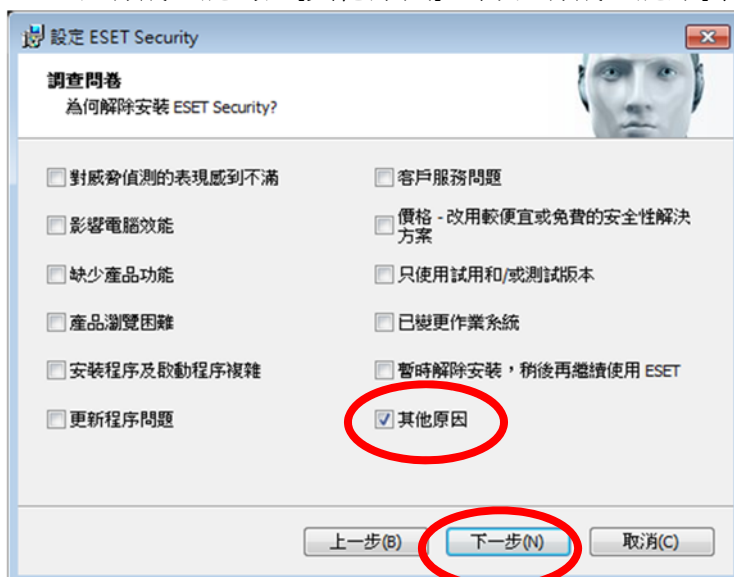 設定 ESET Security
調查問卷
為何解除安裝 ESET Security?
對威脅偵測的表現感到不滿
客戶服務問題
影響電腦效能
價格 - 改用較便宜或免費的安全性解決
方案
缺少產品功能
只使用試用和/或測試版本
產品瀏覽困難
已變更作業系統
安裝程序及啟動程序複雜
暫時解除安裝，稍後再繼續使用 ESET
更新程序問題
其他原因
上一步(B)
下一步(N)
取消(C)